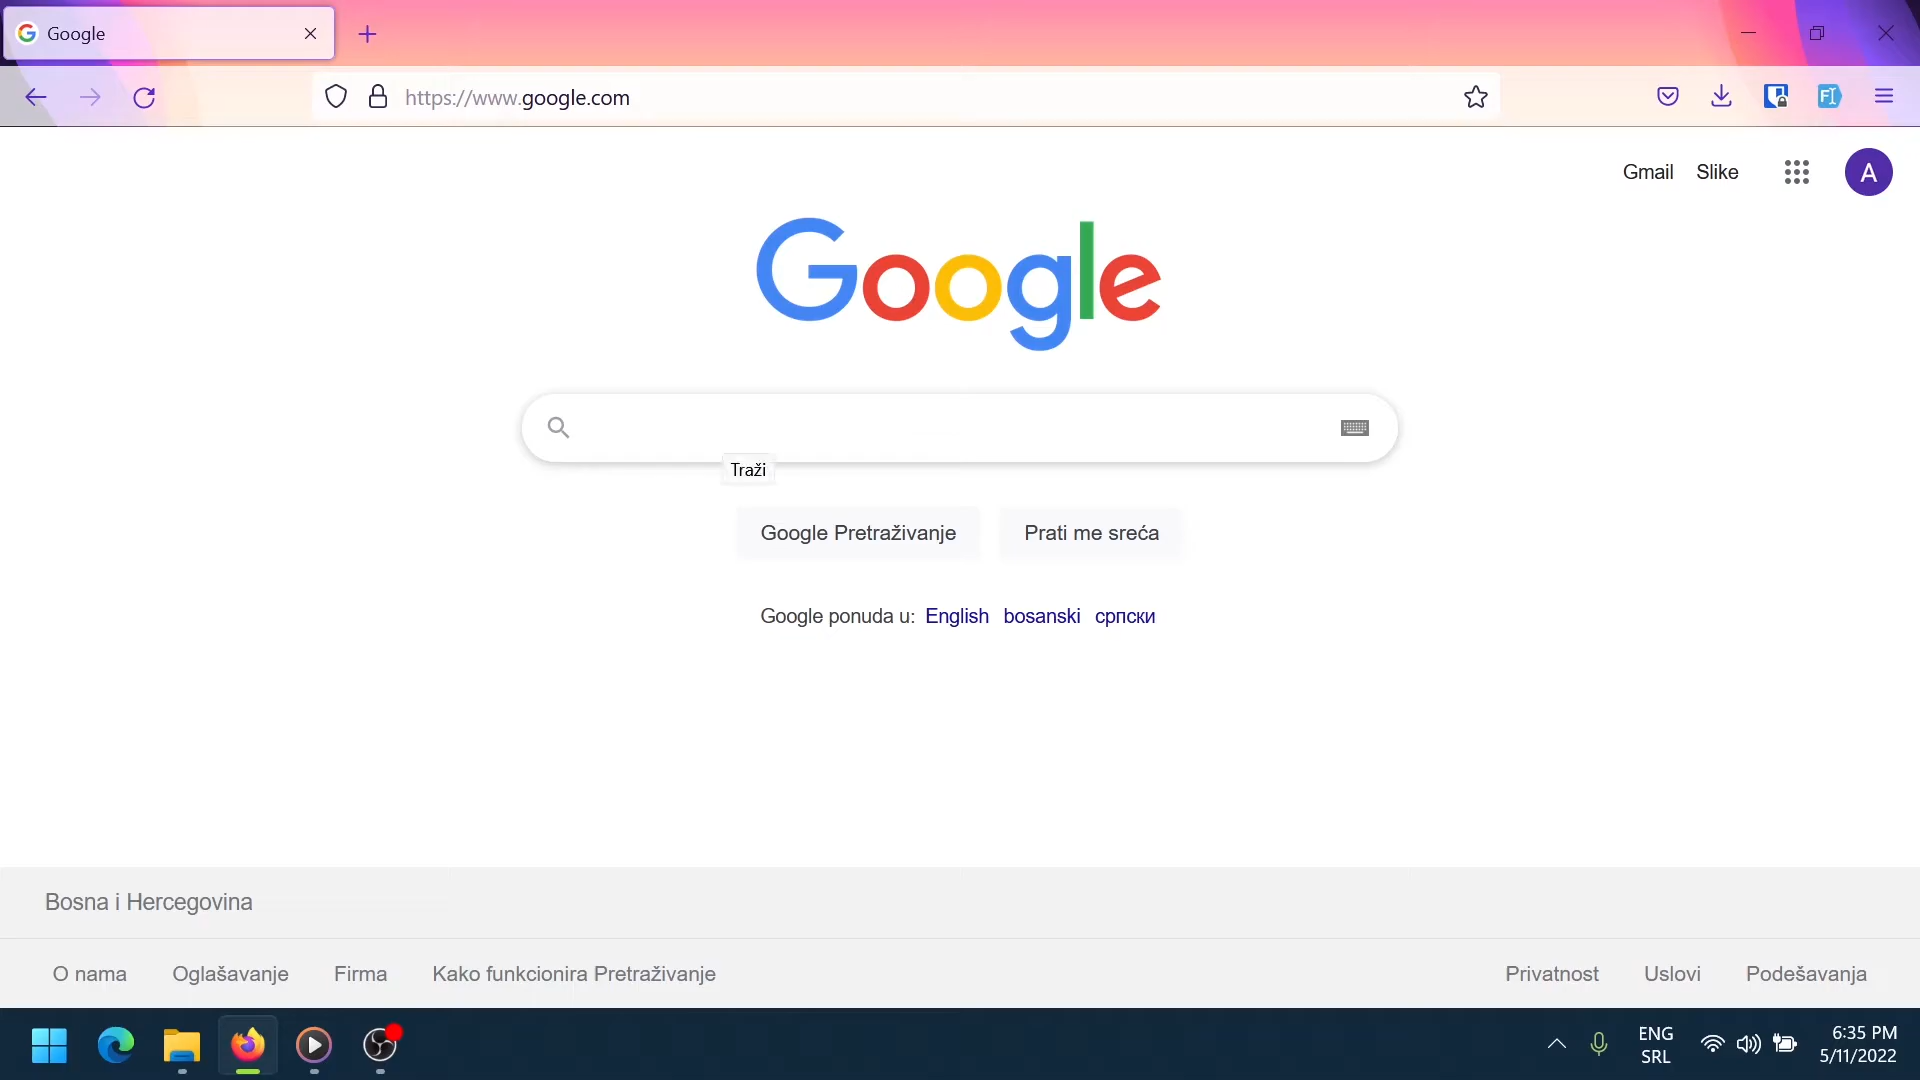 Google
https://www.google.com
Gmail Slike
A
Google
Traži
Google Pretraživanje Prati me sreća
Google ponuda u: English bosanski српски
Bosna i Hercegovina
O nama Oglašavanje Firma Kako funkcionira Pretraživanje Privatnost Uslovi Podešavanja
ENG 6:35 PM
SRL 5/11/2022